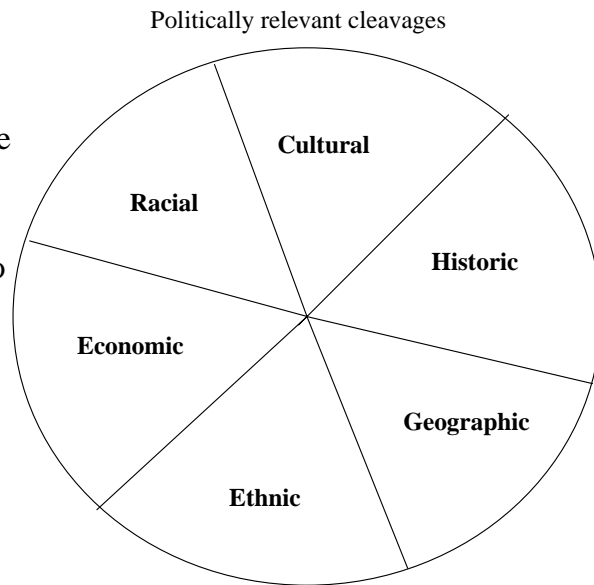 Politically relevant cleavages
e
Cultural
Racial
Historic
Economic
Geographic
Ethnic